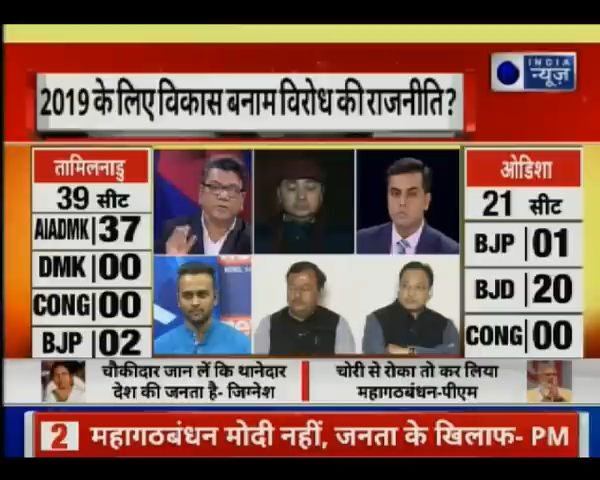 INDIA
न्यूज़
2019 के लिए विकास बनाम विरोध की राजनीति?
तामिलनाडु
39 सीट
AIADMK 37
DMK 00
CONG 00
BJP 02
ओडिशा
21 सीट
BJP 01
BJD 20
CONG 00
चौकीदार जान लें कि थानेदार
देश की जनता है- जिग्नेश
चोरी से रोका तो कर लिया
महागठबंधन-पीएम
2 महागठबंधन मोदी नहीं, जनता के खिलाफ- PM